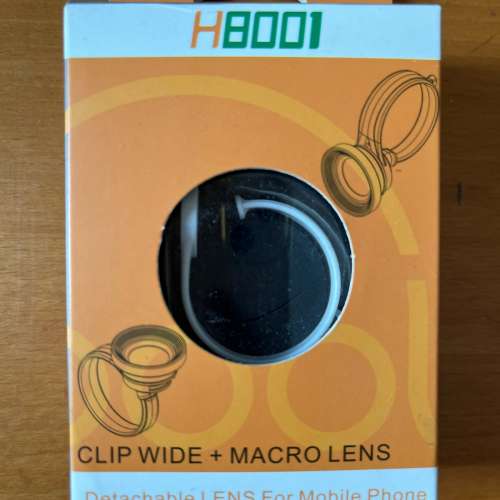 H8001
CLIP WIDE + MACRO LENS
Detachable LENS For Mobile Phone